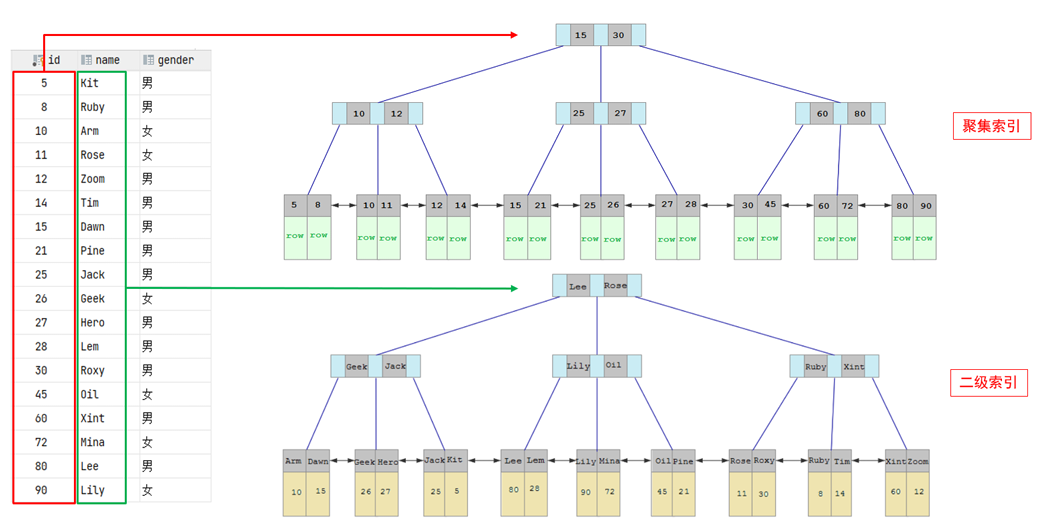 id name gender
5 Kit 男
8 Ruby 男
10 Arm 女
11 Rose 女
12 Zoom 男
14 Tim 男
15 Dawn 男
21 Pine 男
25 Jack 男
26 Geek 女
27 Hero 男
28 Lem 男
30 Roxy 男
45 Oil 女
60 Xint 男
72 Mina 女
80 Lee 男
90 Lily 女
15 30
10 12 25 27 60 80
聚集索引
5 8 10 11 12 14 15 21 25 26 27 28 30 45 60 72 80 90
row row row row row row row row row row row row row row row row row row
Lee Rose
Geek Jack Lily Oil Ruby Xint
二级索引
Arm Dawn Geek Hero Jack Kit Lee Lem Lily Mina Oil Pine Rose Roxy Ruby Tim Xint Zoom
10 15 26 27 25 5 80 28 90 72 45 21 11 30 8 14 60 12